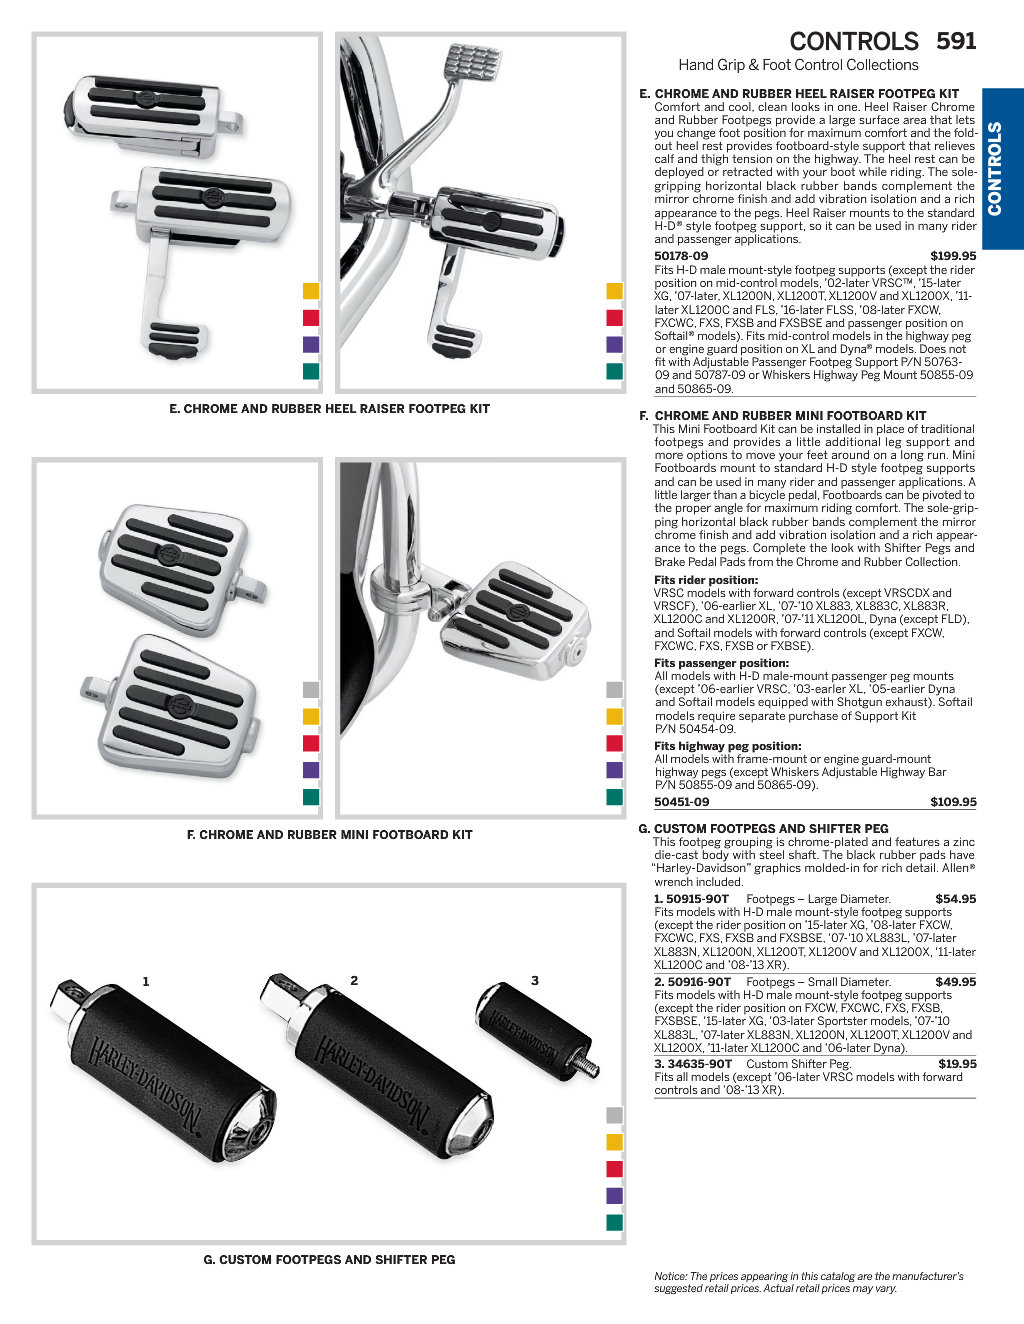 CONTROLS 591
Hand Grip & Foot Control Collections
CONTROLS
E. CHROME AND RUBBER HEEL RAISER FOOTPEG KIT
Comfort and cool, clean looks in one. Heel Raiser Chrome
and Rubber Footpegs provide a large surface area that lets
you change foot position for maximum comfort and the fold-
out heel rest provides footboard-style support that relieves
calf and thigh tension on the highway. The heel rest can be
deployed or retracted with your boot while riding. The sole-
gripping horizontal black rubber bands complement the
mirror chrome finish and add vibration isolation and a rich
appearance to the pegs. Heel Raiser mounts to the standard
H-D® style footpeg support, so it can be used in many rider
and passenger applications.
50178-09 $199.95
Fits H-D male mount-style footpeg supports (except the rider
position on mid-control models, '02-later VRSC™, '15-later
XG, '07-later, XL1200N, XL1200T, XL1200V and XL1200X, '11-
later XL1200C and FLS, '16-later FLSS, '08-later FXCW,
FXCWC, FXS, FXSB and FXSBSE and passenger position on
Softail® models). Fits mid-control models in the highway peg
or engine guard position on XL and Dyna® models. Does not
fit with Adjustable Passenger Footpeg Support P/N 50763-
09 and 50787-09 or Whiskers Highway Peg Mount 50855-09
and 50865-09.
E. CHROME AND RUBBER HEEL RAISER FOOTPEG KIT
F. CHROME AND RUBBER MINI FOOTBOARD KIT
This Mini Footboard Kit can be installed in place of traditional
footpegs and provides a little additional leg support and
more options to move your feet around on a long run. Mini
Footboards mount to standard H-D style footpeg supports
and can be used in many rider and passenger applications. A
little larger than a bicycle pedal, Footboards can be pivoted to
the proper angle for maximum riding comfort. The sole-grip-
ping horizontal black rubber bands complement the mirror
chrome finish and add vibration isolation and a rich appear-
ance to the pegs. Complete the look with Shifter Pegs and
Brake Pedal Pads from the Chrome and Rubber Collection.
Fits rider position:
VRSC models with forward controls (except VRSCDX and
VRSCF), '06-earlier XL, '07-'10 XL883, XL883C, XL883R,
XL1200C and XL1200R, '07-'11 XL1200L, Dyna (except FLD),
and Softail models with forward controls (except FXCW,
FXCWC, FXS, FXSB or FXBSE).
Fits passenger position:
All models with H-D male-mount passenger peg mounts
(except '06-earlier VRSC, '03-earler XL, '05-earlier Dyna
and Softail models equipped with Shotgun exhaust). Softail
models require separate purchase of Support Kit
P/N 50454-09.
Fits highway peg position:
All models with frame-mount or engine guard-mount
highway pegs (except Whiskers Adjustable Highway Bar
P/N 50855-09 and 50865-09).
50451-09 $109.95
F. CHROME AND RUBBER MINI FOOTBOARD KIT
G. CUSTOM FOOTPEGS AND SHIFTER PEG
This footpeg grouping is chrome-plated and features a zinc
die-cast body with steel shaft. The black rubber pads have
"Harley-Davidson" graphics molded-in for rich detail. Allen®
wrench included.
1. 50915-90T Footpegs – Large Diameter. $54.95
Fits models with H-D male mount-style footpeg supports
(except the rider position on '15-later XG, '08-later FXCW,
FXCWC, FXS, FXSB and FXSBSE, '07-'10 XL883L, '07-later
XL883N, XL1200N, XL1200T, XL1200V and XL1200X, '11-later
XL1200C and '08-'13 XR).
2. 50916-90T Footpegs – Small Diameter. $49.95
Fits models with H-D male mount-style footpeg supports
(except the rider position on FXCW, FXCWC, FXS, FXSB,
FXSBSE, '15-later XG, '03-later Sportster models, '07-'10
XL883L, '07-later XL883N, XL1200N, XL1200T, XL1200V and
XL1200X, '11-later XL1200C and '06-later Dyna).
3. 34635-90T Custom Shifter Peg. $19.95
Fits all models (except '06-later VRSC models with forward
controls and '08-'13 XR).
1
2
3
HARLEY-DAVIDSON.
HARLEY-DAVIDSON.
HARLEY-DAVIDSON
G. CUSTOM FOOTPEGS AND SHIFTER PEG
Notice: The prices appearing in this catalog are the manufacturer's
suggested retail prices. Actual retail prices may vary.